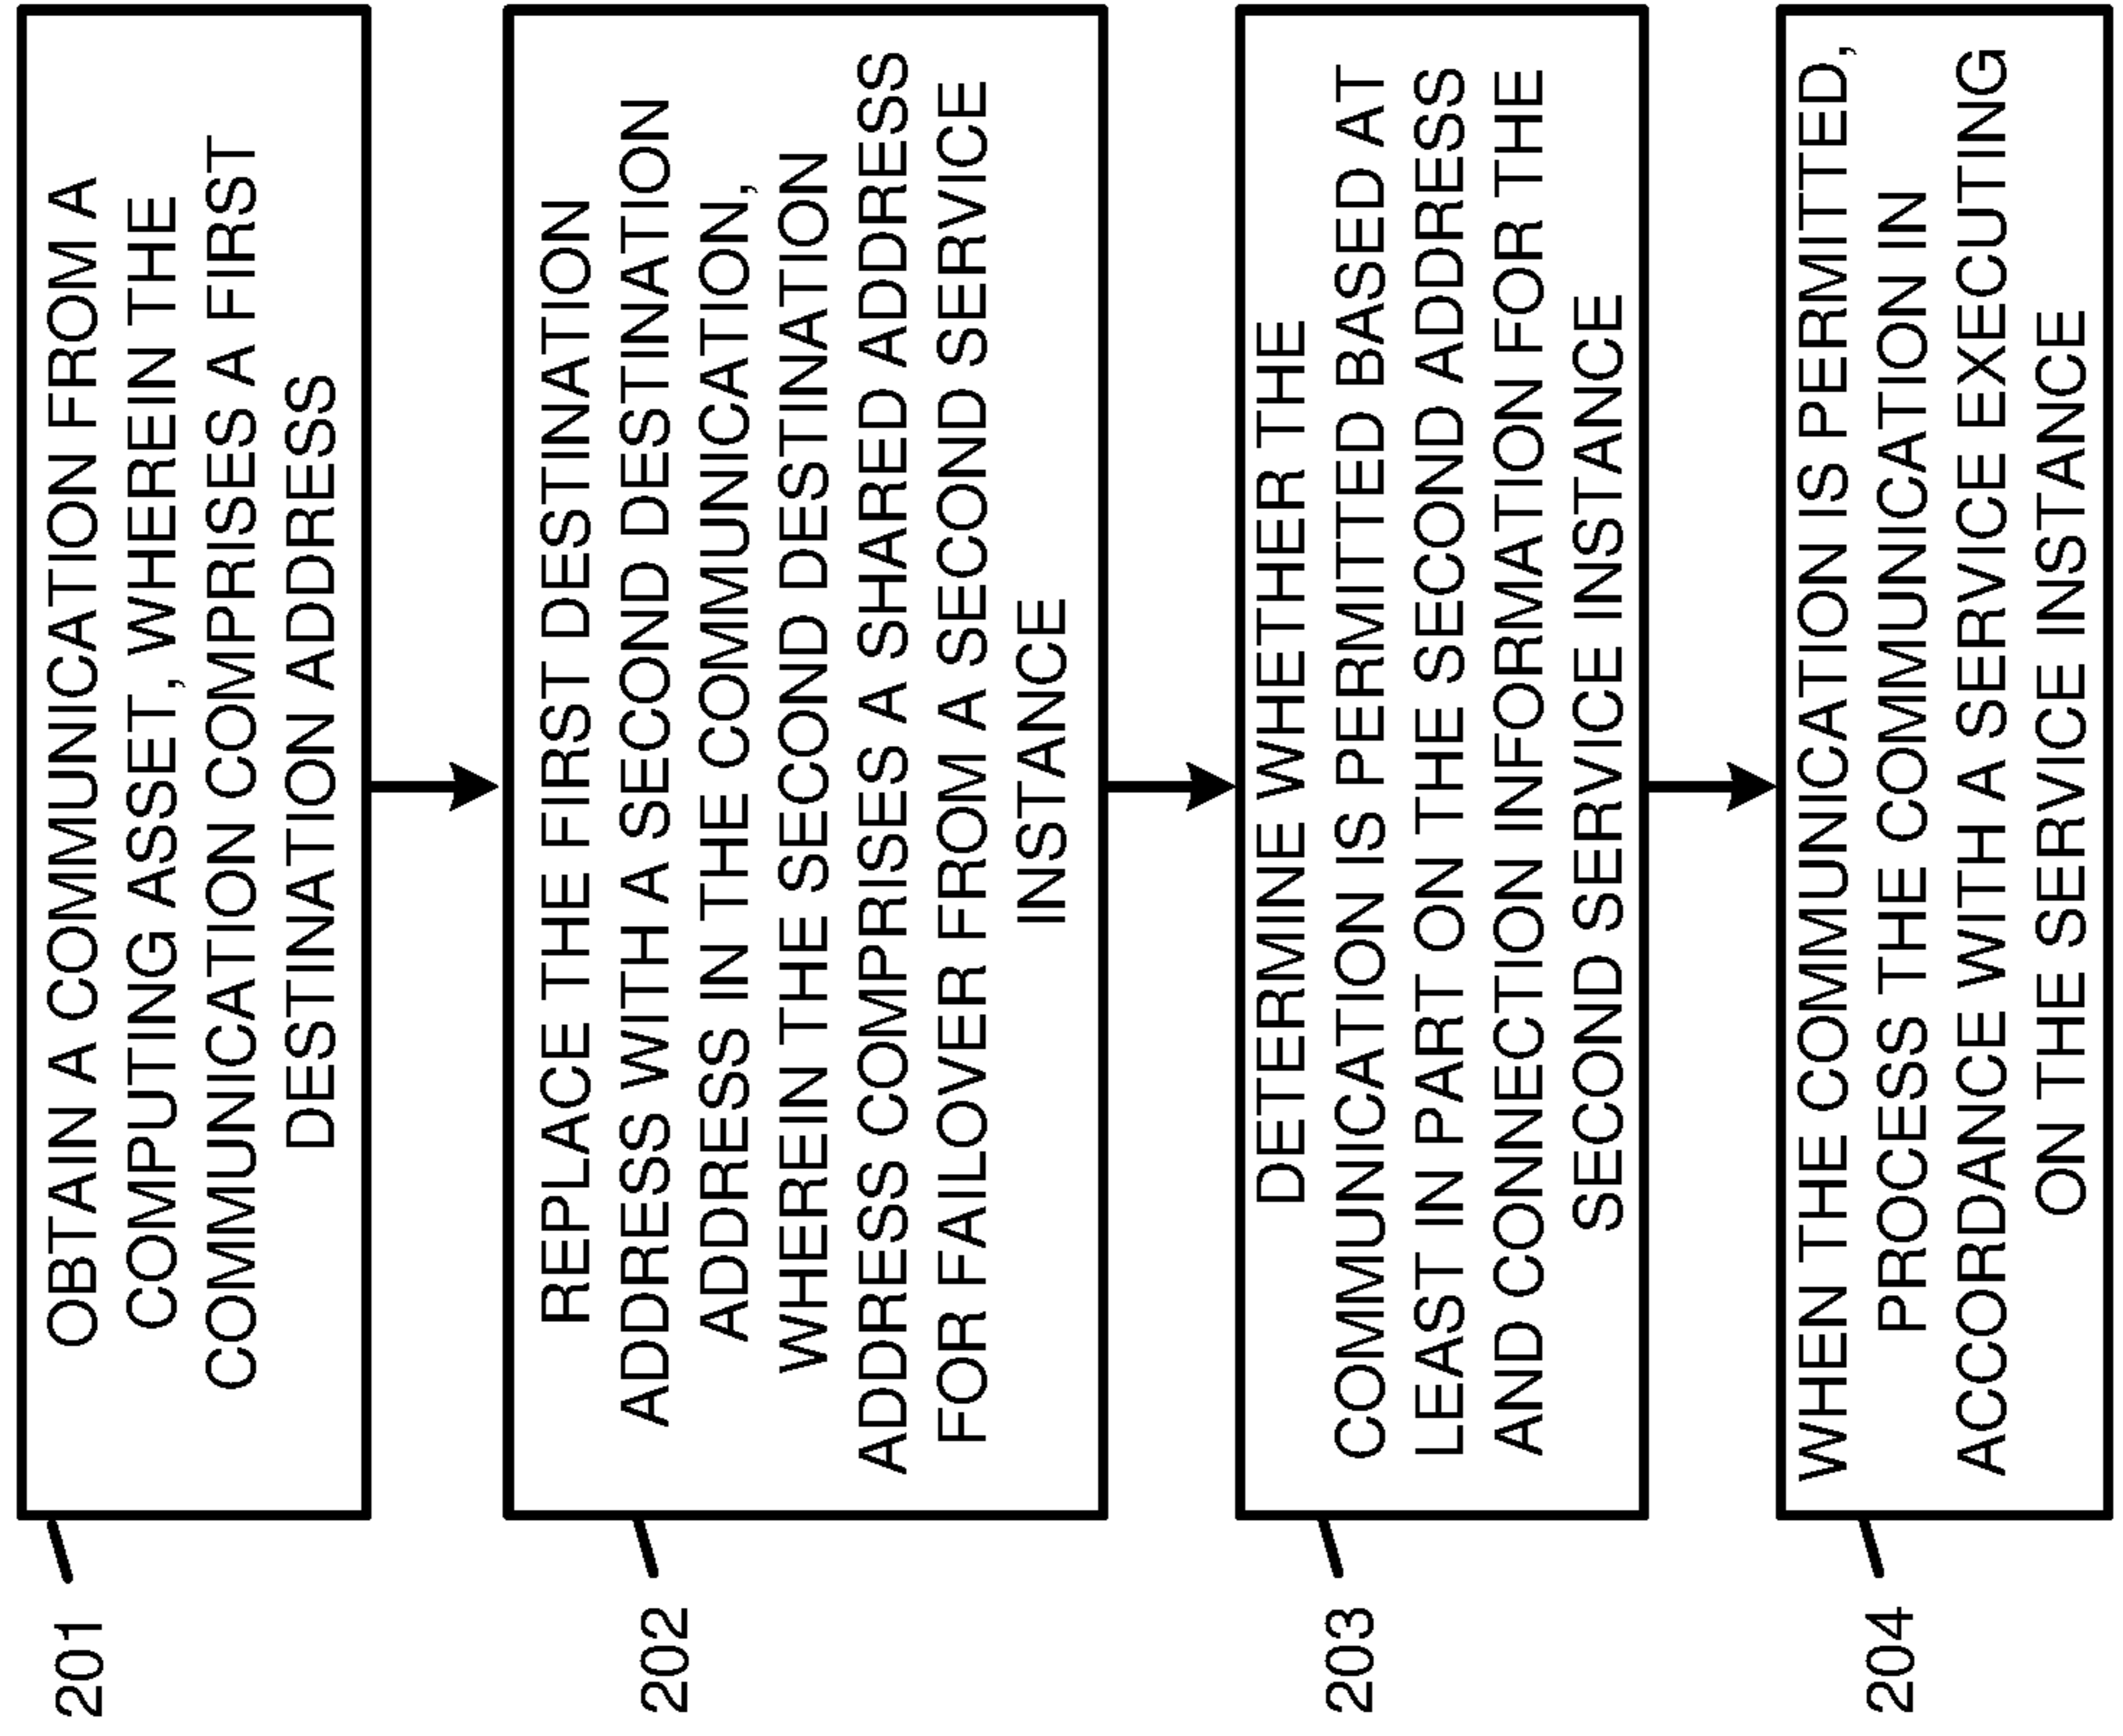 201
OBTAIN A COMMUNICATION FROM A
COMPUTING ASSET, WHEREIN THE
COMMUNICATION COMPRISES A FIRST
DESTINATION ADDRESS
202
REPLACE THE FIRST DESTINATION
ADDRESS WITH A SECOND DESTINATION
ADDRESS IN THE COMMUNICATION,
WHEREIN THE SECOND DESTINATION
ADDRESS COMPRISES A SHARED ADDRESS
FOR FAILOVER FROM A SECOND SERVICE
INSTANCE
203
DETERMINE WHETHER THE
COMMUNICATION IS PERMITTED BASED AT
LEAST IN PART ON THE SECOND ADDRESS
AND CONNECTION INFORMATION FOR THE
SECOND SERVICE INSTANCE
204
WHEN THE COMMUNICATION IS PERMITTED,
PROCESS THE COMMUNICATION IN
ACCORDANCE WITH A SERVICE EXECUTING
ON THE SERVICE INSTANCE